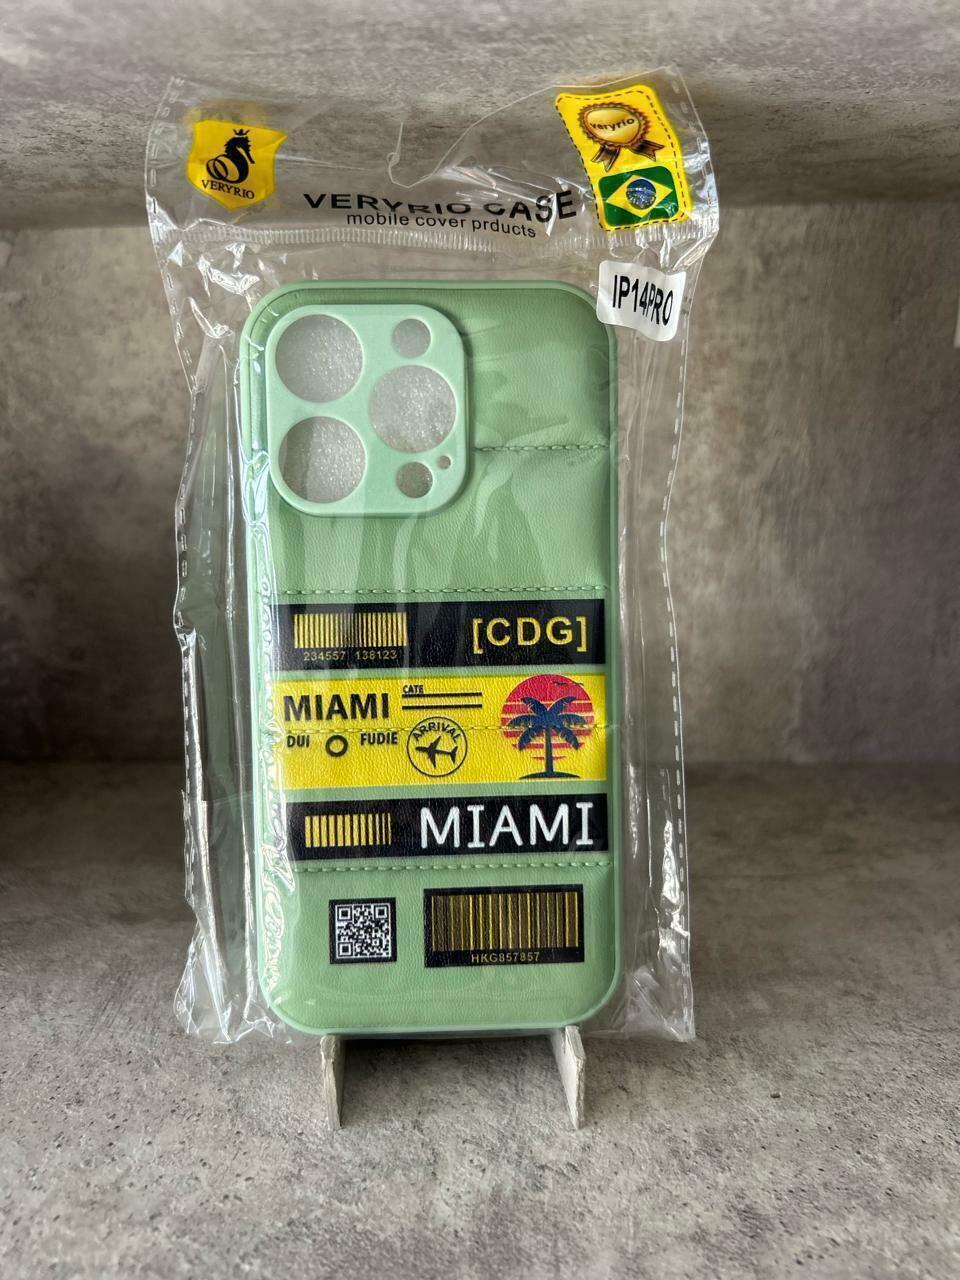 VERYRIO
veryrio
VERYRIO CASE
mobile cover prducts
IP14PRO
[CDG]
234557 138123
MIAMI
CATE
DUI O FUDIE
ARRIVAL
MIAMI
HKG857857